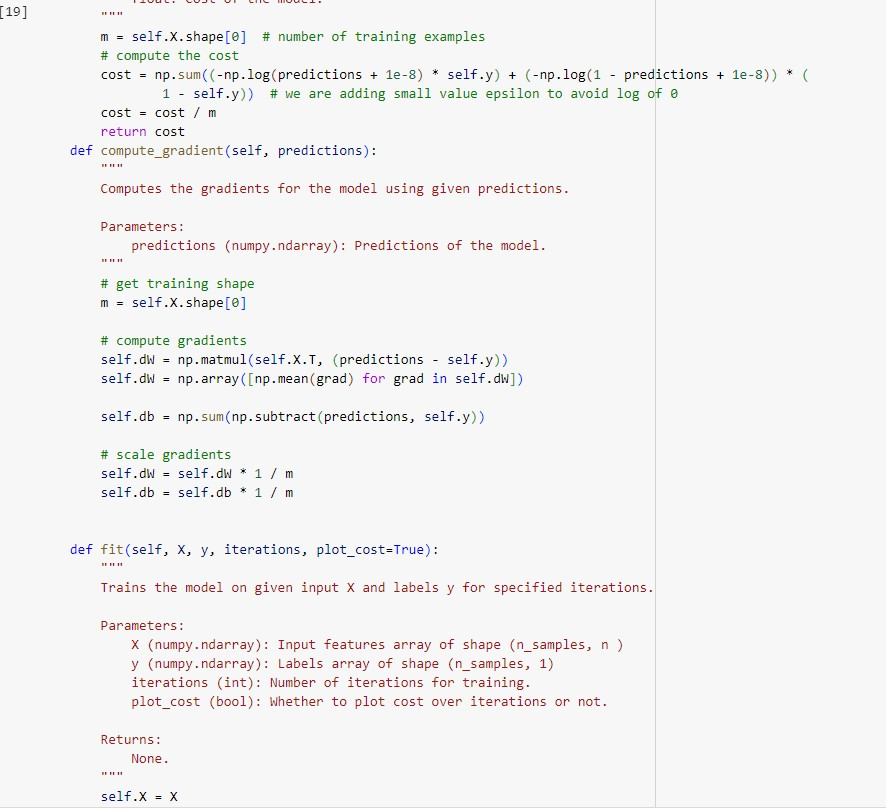 [19]
float: Cost of the model.
"""
m = self.X.shape[0]  # number of training examples
# compute the cost
cost = np.sum((-np.log(predictions + 1e-8) * self.y) + (-np.log(1 - predictions + 1e-8)) * (
1 - self.y))  # we are adding small value epsilon to avoid log of 0
cost = cost / m
return cost
def compute_gradient(self, predictions):
"""
Computes the gradients for the model using given predictions.
Parameters:
predictions (numpy.ndarray): Predictions of the model.
"""
# get training shape
m = self.X.shape[0]
# compute gradients
self.dW = np.matmul(self.X.T, (predictions - self.y))
self.dW = np.array([np.mean(grad) for grad in self.dW])
self.db = np.sum(np.subtract(predictions, self.y))
# scale gradients
self.dW = self.dW * 1 / m
self.db = self.db * 1 / m
def fit(self, X, y, iterations, plot_cost=True):
"""
Trains the model on given input X and labels y for specified iterations.
Parameters:
X (numpy.ndarray): Input features array of shape (n_samples, n )
y (numpy.ndarray): Labels array of shape (n_samples, 1)
iterations (int): Number of iterations for training.
plot_cost (bool): Whether to plot cost over iterations or not.
Returns:
None.
"""
self.X = X